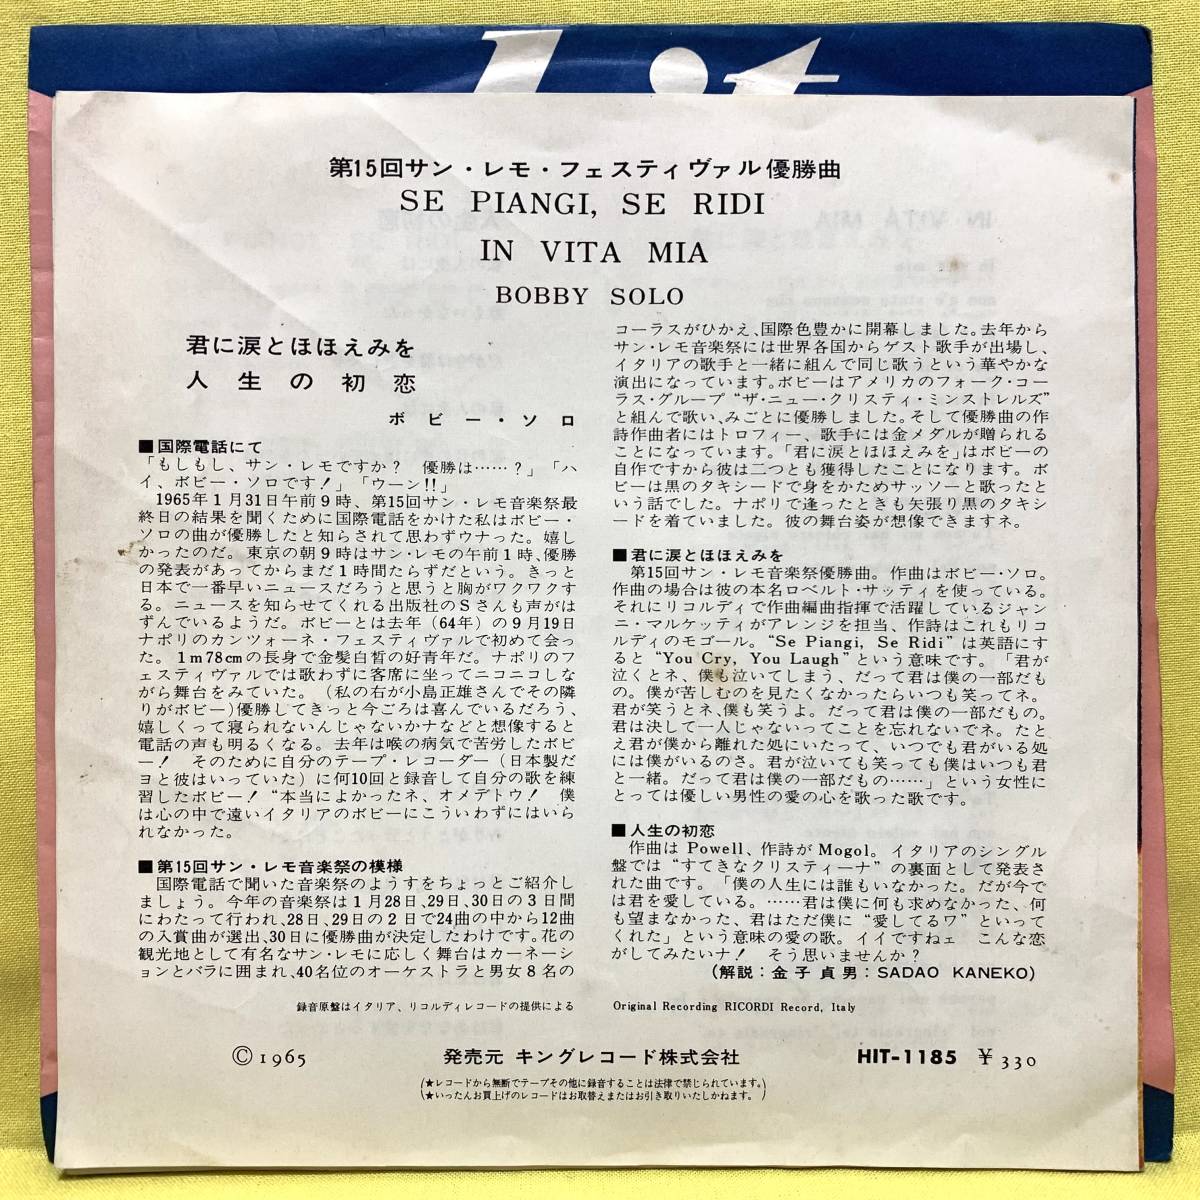 第15回サン・レモ・フェスティヴァル優勝曲
SE PIANGI, SE RIDI
IN VITA MIA
BOBBY SOLO
君に涙とほほえみを
人生の初恋
ボビー・ソロ
■国際電話にて
「もしもし、サン・レモですか? 優勝は……?」「ハ
イ、ボビー・ソロです!」「ウーン!!」
1965年1月31日午前9時、第15回サン・レモ音楽祭最
終日の結果を聞くために国際電話をかけた私はボビー・
ソロの曲が優勝したと知らされて思わずウナった。嬉し
かったのだ。東京の朝9時はサン・レモの午前1時、優勝
の発表があってからまだ1時間たらずだという。きっと
日本で一番早いニュースだろうと思うと胸がワクワクす
る。ニュースを知らせてくれる出版社のSさんも声がは
ずんでいるようだ。ボビーとは去年(64年)の9月19日
ナポリのカンツォーネ・フェスティヴァルで初めて会っ
た。1m78cmの長身で金髪白皙の好青年だ。ナポリのフ
ェスティヴァルでは歌わずに客席に坐ってニコニコしな
がら舞台をみていた。(私の右が小島正雄さんでその隣
りがボビー)優勝してきっと今ごろは喜んでいるだろう、
嬉しくって寝られないんじゃないかナなどと想像すると
電話の声も明るくなる。去年は喉の病気で苦労したボビ
ー! そのために自分のテープ・レコーダー(日本製だ
ヨと彼はいっていた)に何10回と録音して自分の歌を練
習したボビー!“本当によかったネ、オメデトウ! 僕
は心の中で遠いイタリアのボビーにこういわずにはいら
れなかった。
■第15回サン・レモ音楽祭の模様
国際電話で聞いた音楽祭のようすをちょっとご紹介し
ましょう。今年の音楽祭は1月28日、29日、30日の3日間
にわたって行われ、28日、29日の2日で24曲の中から12曲
の入賞曲が選出、30日に優勝曲が決定したわけです。花の
観光地として有名なサン・レモに応しく舞台はカーネーシ
ョンとバラに囲まれ、40名位のオーケストラと男女8名の
コーラスがひかえ、国際色豊かに開幕しました。去年から
サン・レモ音楽祭には世界各国からゲスト歌手が出場し、
イタリアの歌手と一緒に組んで同じ歌うという華やかな
演出になっています。ボビーはアメリカのフォーク・コー
ラス・グループ“ザ・ニュー・クリスティ・ミンストレルズ”
と組んで歌い、みごとに優勝しました。そして優勝曲の作
詩作曲者にはトロフィー、歌手には金メダルが贈られる
ことになっています。「君に涙とほほえみを」はボビーの
自作ですから彼は二つとも獲得したことになります。ボ
ビーは黒のタキシードで身をかためサッソーと歌ったと
いう話でした。ナポリで逢ったときも矢張り黒のタキシ
ードを着ていました。彼の舞台姿が想像できますネ。
■君に涙とほほえみを
第15回サン・レモ音楽祭優勝曲。作曲はボビー・ソロ。
作曲の場合は彼の本名ロベルト・サッティを使っている。
それにリコルディで作曲編曲指揮で活躍しているジャン
ニ・マルケッティがアレンジを担当、作詩はこれもリコ
ルディのモゴール。“Se Piangi, Se Ridi”は英語にす
ると“You Cry, You Laugh”という意味です。「君が
泣くとネ、僕も泣いてしまう、だって君は僕の一部だも
の。僕が苦しむのを見たくなかったらいつも笑ってネ。
君が笑うとネ、僕も笑うよ。だって君は僕の一部だもの。
君は決して一人じゃないってことを忘れないでネ。たと
え君が僕から離れた処にいたって、いつでも君がいる処
には僕がいるのさ。君が泣いても笑っても僕はいつも君
と一緒。だって君は僕の一部だもの……」という女性に
とっては優しい男性の愛の心を歌った歌です。
■人生の初恋
作曲は Powell、作詩が Mogol。イタリアのシングル
盤では“すてきなクリスティーナ”の裏面として発表さ
れた曲です。「僕の人生には誰もいなかった。だが今で
は君を愛している。……君は僕に何も求めなかった、何
も望まなかった、君はただ僕に“愛してるワ”といって
くれた」という意味の愛の歌。イイですねェ こんな恋
がしてみたいナ! そう思いませんか?
(解説:金子貞男:SADAO KANEKO)
録音原盤はイタリア、リコルディレコードの提供による
Original Recording RICORDI Record, Italy
©1965 発売元 キングレコード株式会社 HIT-1185 ¥330
(★レコードから無断でテープその他に録音することは法律で禁じられています。)
(★いったんお買上げのレコードはお取替えまたはお引き取りいたしかねます。)